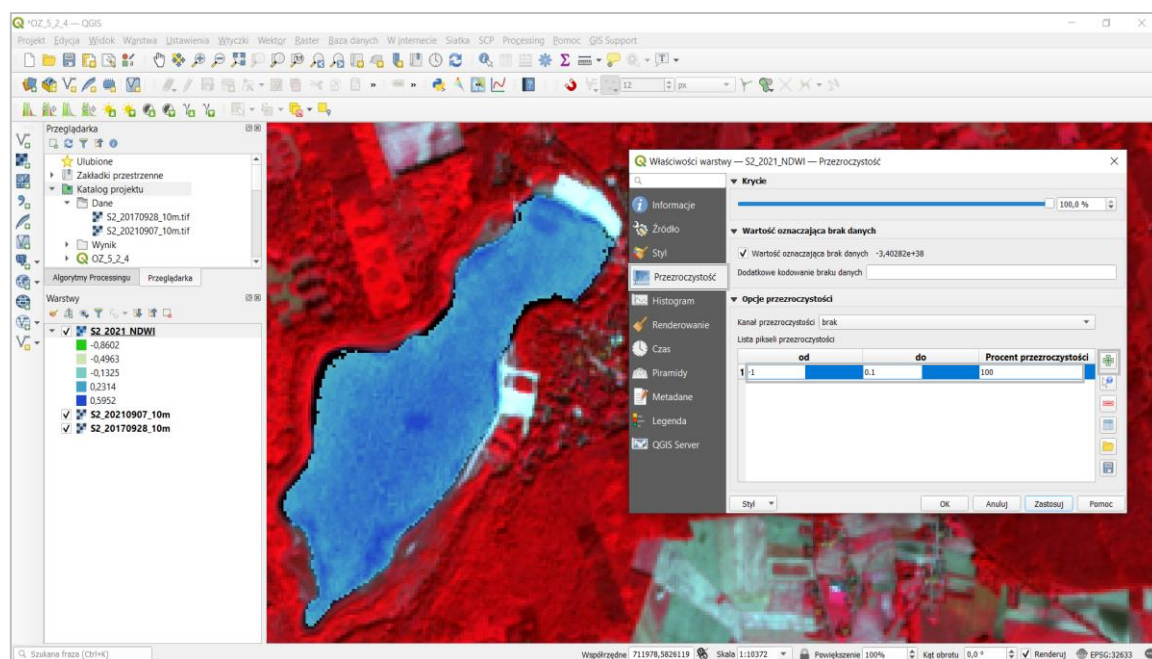 *OZ_5_2_4 — QGIS
Projekt Edycja Widok Warstwa Ustawienia Wtyczki Wektor Raster Baza danych W internecie Siatka SCP Processing Pomoc GIS Support
12 px
Przeglądarka
Ulubione
Zakładki przestrzenne
Katalog projektu
Dane
S2_20170928_10m.tif
S2_20210907_10m.tif
Wynik
OZ_5_2_4
Algorytmy Processingu Przeglądarka
Warstwy
S2_2021_NDWI
-0,8602
-0,4963
-0,1325
0,2314
0,5952
S2_20210907_10m
S2_20170928_10m
Właściwości warstwy — S2_2021_NDWI — Przezroczystość
Informacje
Źródło
Styl
Przezroczystość
Histogram
Renderowanie
Czas
Piramidy
Metadane
Legenda
QGIS Server
Krycie
100,0 %
Wartość oznaczająca brak danych
Wartość oznaczająca brak danych -3,40282e+38
Dodatkowe kodowanie braku danych
Opcje przezroczystości
Kanał przezroczystości brak
Lista pikseli przezroczystości
od do Procent przezroczystości
1 -1 0.1 100
Styl OK Anuluj Zastosuj Pomoc
Szukana fraza (Ctrl+K) Współrzędne 711978,5826119 Skala 1:10372 Powiększenie 100% Kąt obrotu 0,0 ° Renderuj EPSG:32633